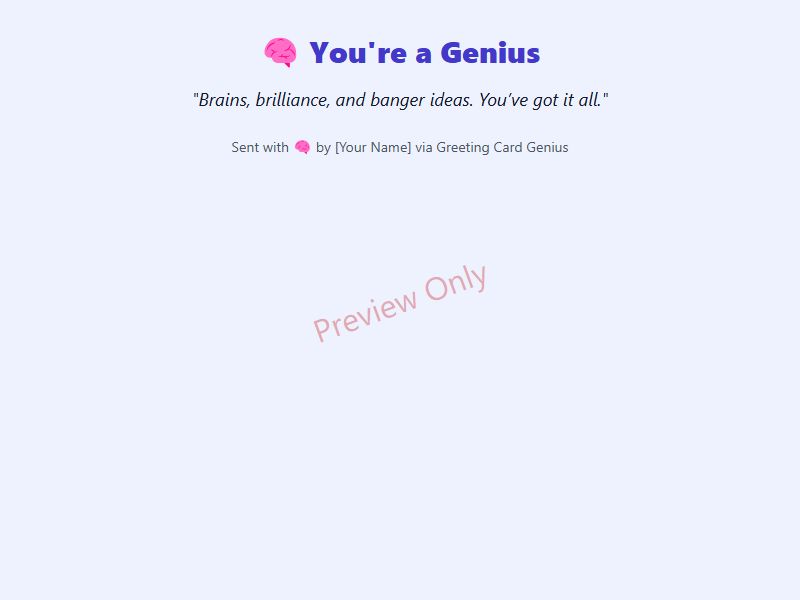 🧠 You're a Genius
"Brains, brilliance, and banger ideas. You’ve got it all."
Sent with 🧠 by [Your Name] via Greeting Card Genius
Preview Only